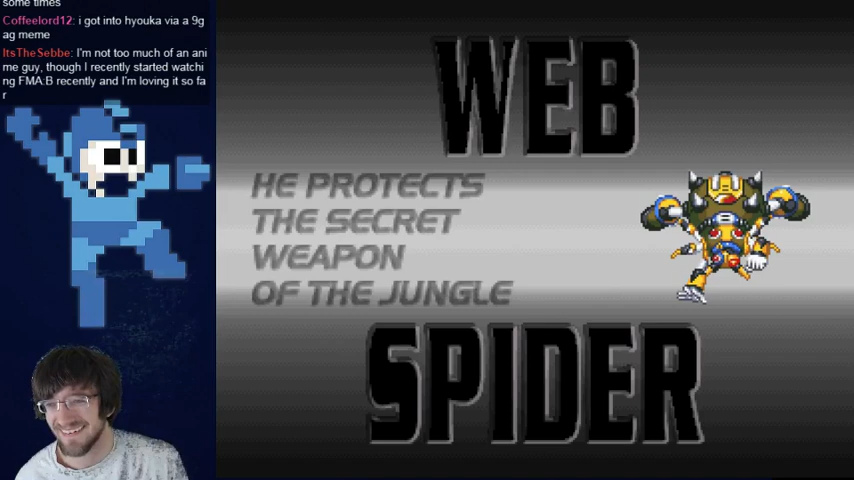 some times
Coffeelord12: i got into hyouka via a 9g
ag meme
ItsTheSebbe: I'm not too much of an ani
me guy, though I recently started watchi
ng FMA:B recently and I'm loving it so fa
r
WEB
HE PROTECTS
THE SECRET
WEAPON
OF THE JUNGLE
SPIDER